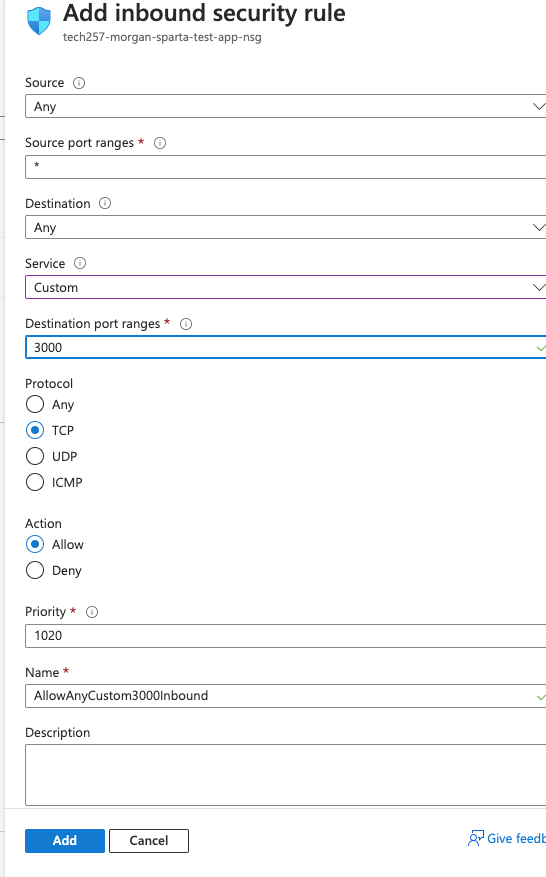 Add inbound security rule
tech257-morgan-sparta-test-app-nsg
Source
Any
Source port ranges *
*
Destination
Any
Service
Custom
Destination port ranges *
3000
Protocol
Any
TCP
UDP
ICMP
Action
Allow
Deny
Priority *
1020
Name *
AllowAnyCustom3000Inbound
Description
Add Cancel Give feedb